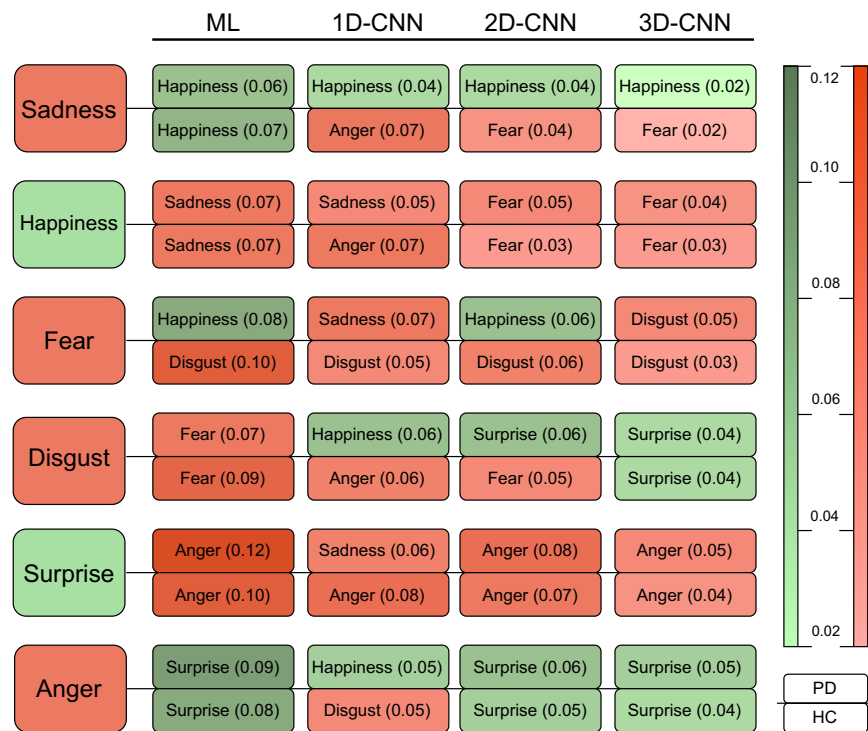 ML 1D-CNN 2D-CNN 3D-CNN
Happiness (0.06) Happiness (0.04) Happiness (0.04) Happiness (0.02)
Sadness
Happiness (0.07) Anger (0.07) Fear (0.04) Fear (0.02)
Sadness (0.07) Sadness (0.05) Fear (0.05) Fear (0.04)
Happiness
Sadness (0.07) Anger (0.07) Fear (0.03) Fear (0.03)
Happiness (0.08) Sadness (0.07) Happiness (0.06) Disgust (0.05)
Fear
Disgust (0.10) Disgust (0.05) Disgust (0.06) Disgust (0.03)
Fear (0.07) Happiness (0.06) Surprise (0.06) Surprise (0.04)
Disgust
Fear (0.09) Anger (0.06) Fear (0.05) Surprise (0.04)
Anger (0.12) Sadness (0.06) Anger (0.08) Anger (0.05)
Surprise
Anger (0.10) Anger (0.08) Anger (0.07) Anger (0.04)
Surprise (0.09) Happiness (0.05) Surprise (0.06) Surprise (0.05)
Anger
Surprise (0.08) Disgust (0.05) Surprise (0.05) Surprise (0.04)
0.12
0.10
0.08
0.06
0.04
0.02
PD
HC